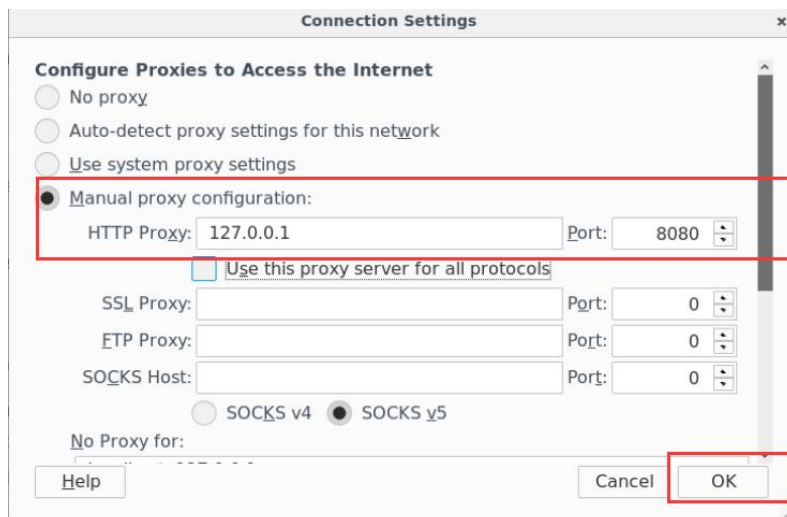 Connection Settings ×
Configure Proxies to Access the Internet
No proxy
Auto-detect proxy settings for this network
Use system proxy settings
Manual proxy configuration:
HTTP Proxy: 127.0.0.1 Port: 8080
Use this proxy server for all protocols
SSL Proxy: Port: 0
FTP Proxy: Port: 0
SOCKS Host: Port: 0
SOCKS v4 SOCKS v5
No Proxy for:
Help Cancel OK